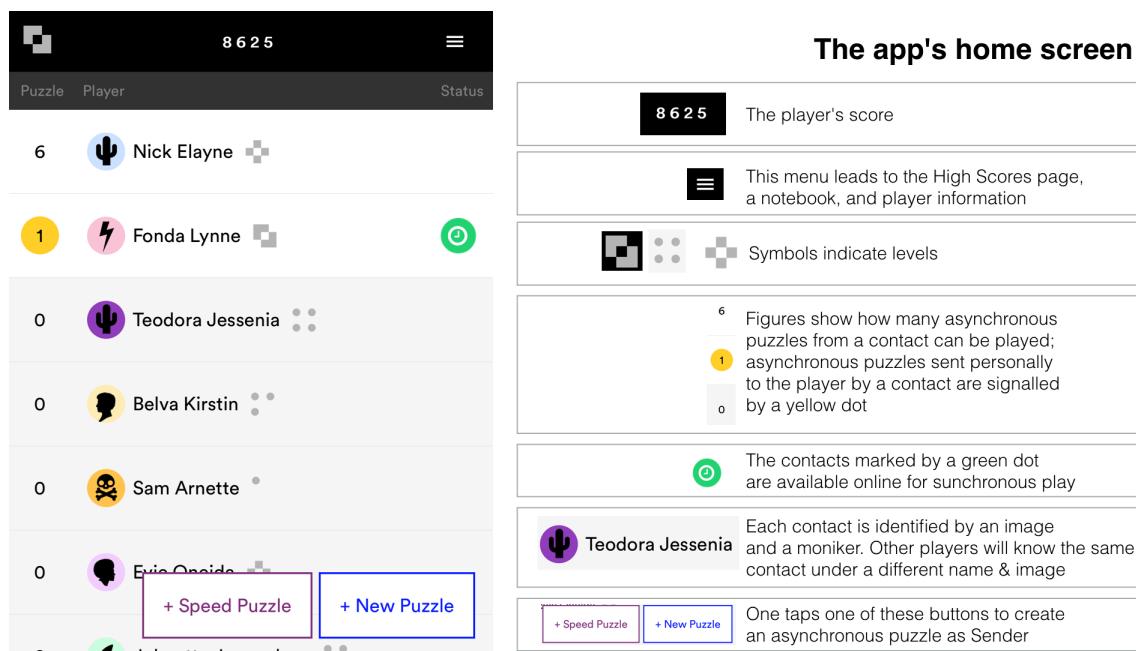 8625
Puzzle Player Status
6 Nick Elayne
1 Fonda Lynne
0 Teodora Jessenia
0 Belva Kirstin
0 Sam Arnette
0 Evie Oneida
+ Speed Puzzle + New Puzzle
The app's home screen
8625 The player's score
This menu leads to the High Scores page,
a notebook, and player information
Symbols indicate levels
6
1
0
Figures show how many asynchronous
puzzles from a contact can be played;
asynchronous puzzles sent personally
to the player by a contact are signalled
by a yellow dot
The contacts marked by a green dot
are available online for sunchronous play
Teodora Jessenia
Each contact is identified by an image
and a moniker. Other players will know the same
contact under a different name & image
+ Speed Puzzle + New Puzzle
One taps one of these buttons to create
an asynchronous puzzle as Sender